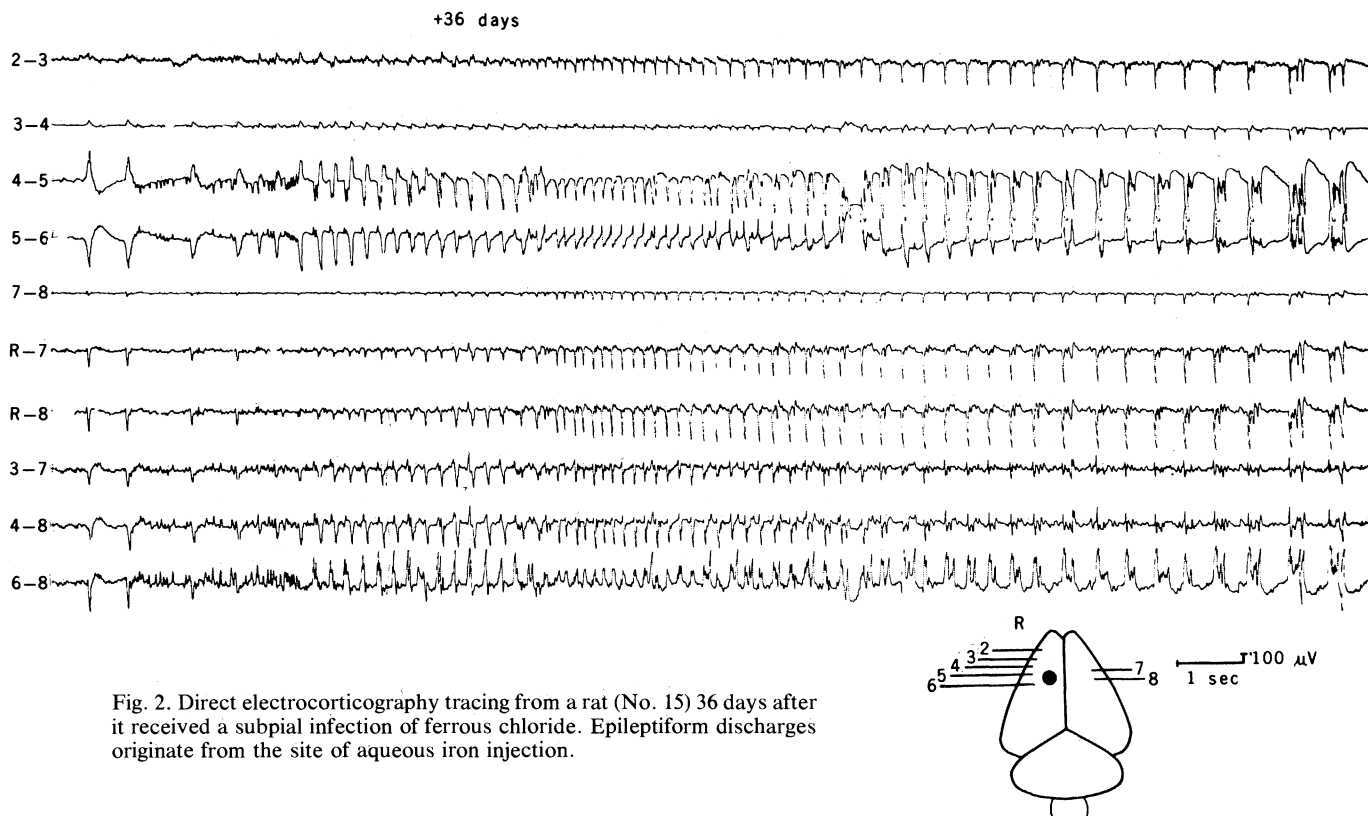 +36 days
2-3
3-4
4-5
5-6
7-8
R-7
R-8
3-7
4-8
6-8
R
2
3
4
5
6
7
8
100 μV
1 sec
Fig. 2. Direct electrocorticography tracing from a rat (No. 15) 36 days after
it received a subpial infection of ferrous chloride. Epileptiform discharges
originate from the site of aqueous iron injection.